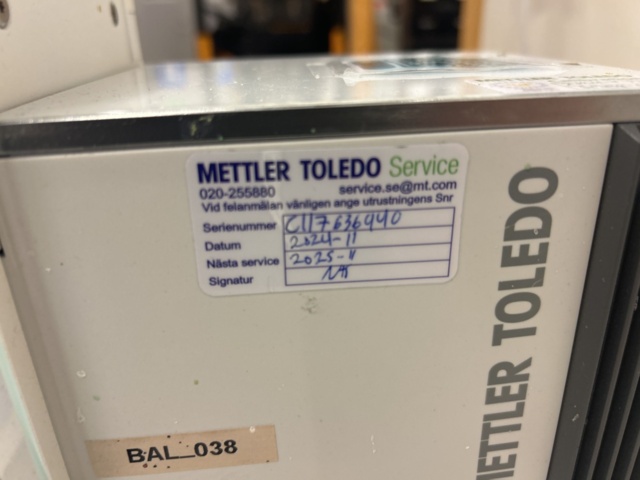 METTLER TOLEDO Service
020-255880 service.se@mt.com
Vid felanmälan vänligen ange utrustningens Snr
Serienummer C117636940
Datum 2024-11
Nästa service 2025-11
Signatur
BAL_038
METTLER TOLEDO